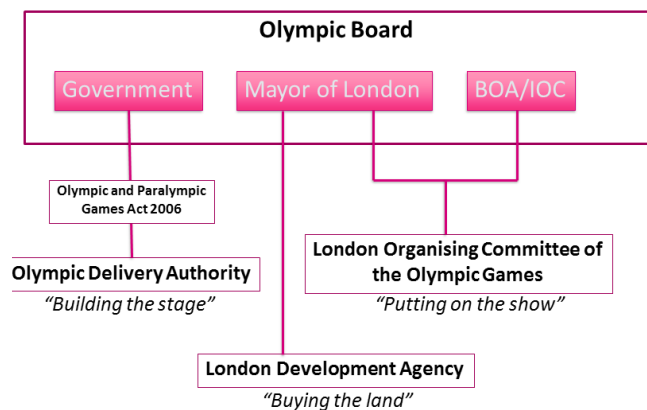 Olympic Board
Government
Mayor of London
BOA/IOC
Olympic and Paralympic
Games Act 2006
Olympic Delivery Authority
“Building the stage”
London Organising Committee of
the Olympic Games
“Putting on the show”
London Development Agency
“Buying the land”